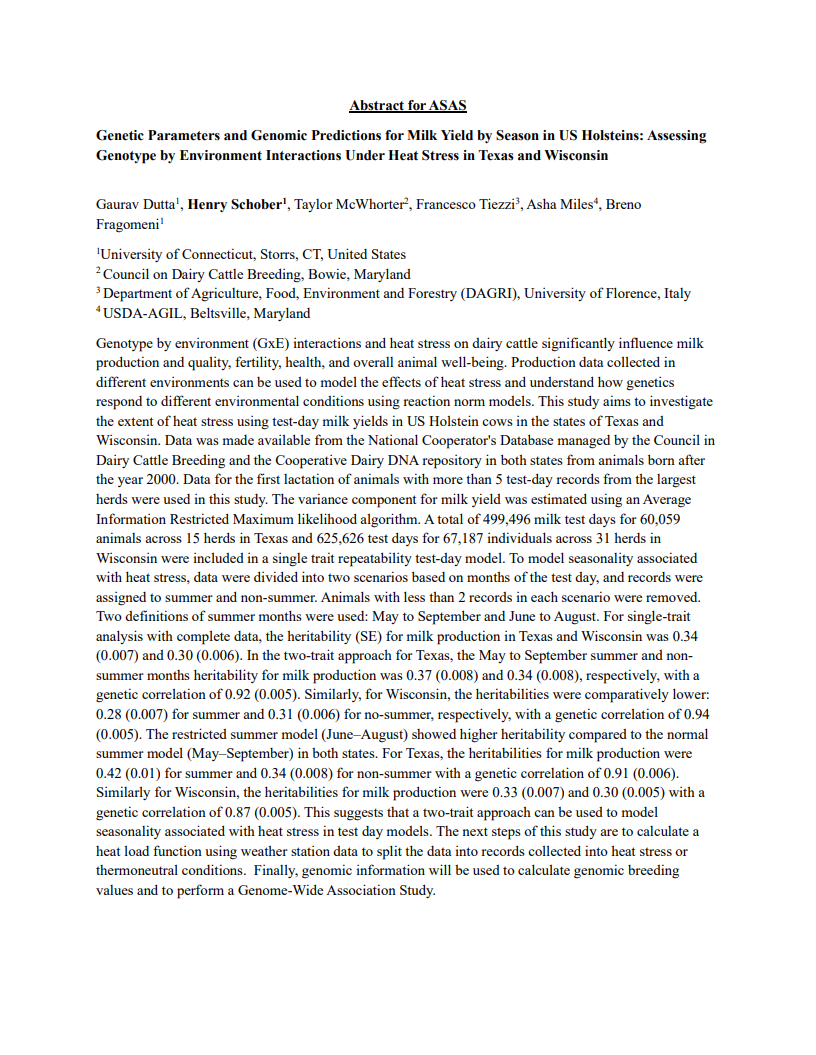 Abstract for ASAS
Genetic Parameters and Genomic Predictions for Milk Yield by Season in US Holsteins: Assessing
Genotype by Environment Interactions Under Heat Stress in Texas and Wisconsin
Gaurav Dutta¹, Henry Schober¹, Taylor McWhorter², Francesco Tiezzi³, Asha Miles⁴, Breno
Fragomeni¹
¹University of Connecticut, Storrs, CT, United States
² Council on Dairy Cattle Breeding, Bowie, Maryland
³ Department of Agriculture, Food, Environment and Forestry (DAGRI), University of Florence, Italy
⁴ USDA-AGIL, Beltsville, Maryland
Genotype by environment (GxE) interactions and heat stress on dairy cattle significantly influence milk
production and quality, fertility, health, and overall animal well-being. Production data collected in
different environments can be used to model the effects of heat stress and understand how genetics
respond to different environmental conditions using reaction norm models. This study aims to investigate
the extent of heat stress using test-day milk yields in US Holstein cows in the states of Texas and
Wisconsin. Data was made available from the National Cooperator's Database managed by the Council in
Dairy Cattle Breeding and the Cooperative Dairy DNA repository in both states from animals born after
the year 2000. Data for the first lactation of animals with more than 5 test-day records from the largest
herds were used in this study. The variance component for milk yield was estimated using an Average
Information Restricted Maximum likelihood algorithm. A total of 499,496 milk test days for 60,059
animals across 15 herds in Texas and 625,626 test days for 67,187 individuals across 31 herds in
Wisconsin were included in a single trait repeatability test-day model. To model seasonality associated
with heat stress, data were divided into two scenarios based on months of the test day, and records were
assigned to summer and non-summer. Animals with less than 2 records in each scenario were removed.
Two definitions of summer months were used: May to September and June to August. For single-trait
analysis with complete data, the heritability (SE) for milk production in Texas and Wisconsin was 0.34
(0.007) and 0.30 (0.006). In the two-trait approach for Texas, the May to September summer and non-
summer months heritability for milk production was 0.37 (0.008) and 0.34 (0.008), respectively, with a
genetic correlation of 0.92 (0.005). Similarly, for Wisconsin, the heritabilities were comparatively lower:
0.28 (0.007) for summer and 0.31 (0.006) for no-summer, respectively, with a genetic correlation of 0.94
(0.005). The restricted summer model (June–August) showed higher heritability compared to the normal
summer model (May–September) in both states. For Texas, the heritabilities for milk production were
0.42 (0.01) for summer and 0.34 (0.008) for non-summer with a genetic correlation of 0.91 (0.006).
Similarly for Wisconsin, the heritabilities for milk production were 0.33 (0.007) and 0.30 (0.005) with a
genetic correlation of 0.87 (0.005). This suggests that a two-trait approach can be used to model
seasonality associated with heat stress in test day models. The next steps of this study are to calculate a
heat load function using weather station data to split the data into records collected into heat stress or
thermoneutral conditions.  Finally, genomic information will be used to calculate genomic breeding
values and to perform a Genome-Wide Association Study.